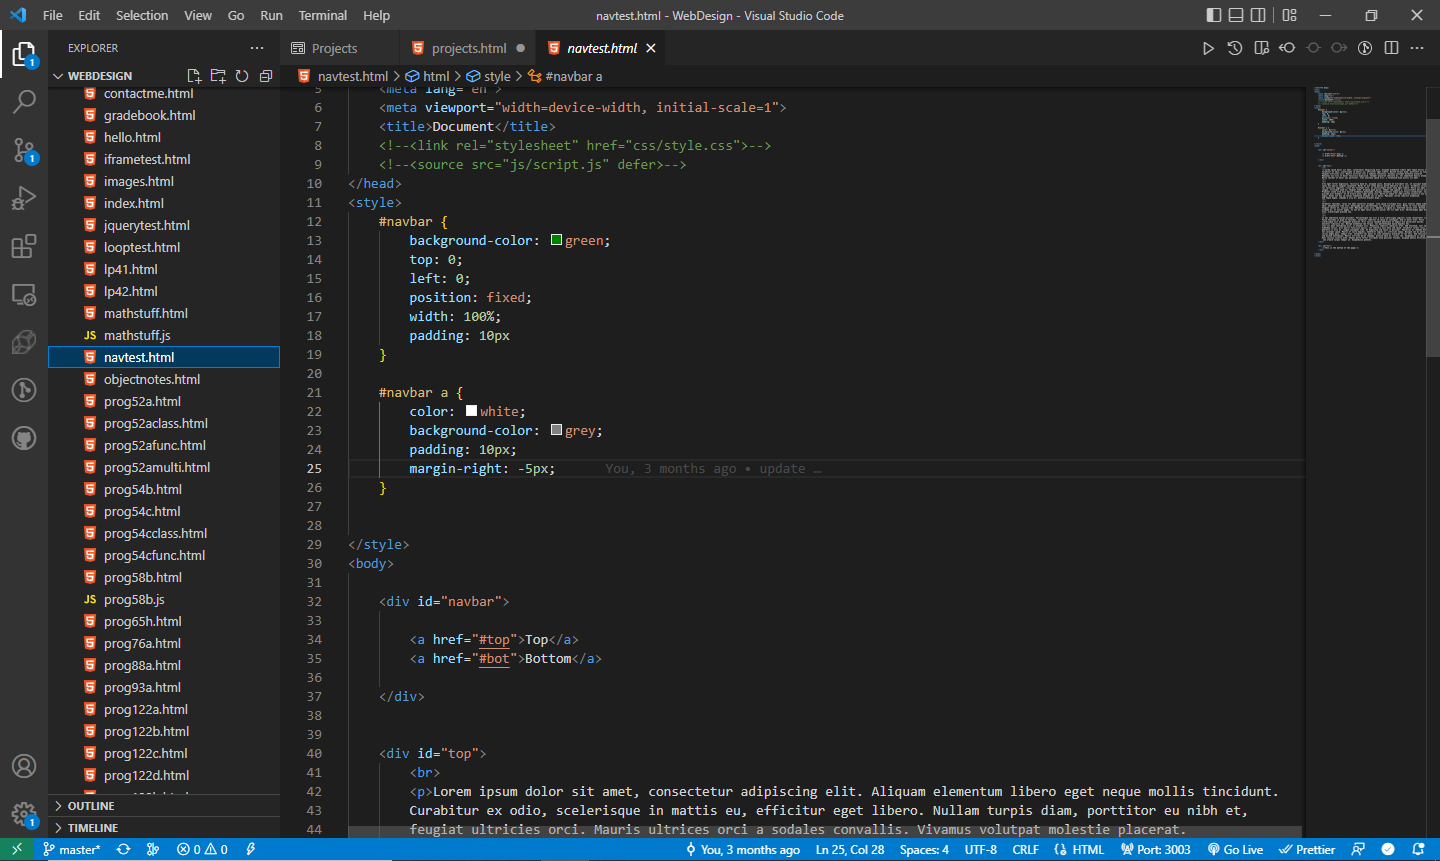 File Edit Selection View Go Run Terminal Help
navtest.html - WebDesign - Visual Studio Code
EXPLORER
Projects
projects.html
navtest.html
WEBDESIGN
navtest.html > html > style > #navbar a
contactme.html
gradebook.html
hello.html
iframetest.html
images.html
index.html
jquerytest.html
looptest.html
lp41.html
lp42.html
mathstuff.html
JS mathstuff.js
navtest.html
objectnotes.html
prog52a.html
prog52aclass.html
prog52afunc.html
prog52amulti.html
prog54b.html
prog54c.html
prog54cclass.html
prog54cfunc.html
prog58b.html
JS prog58b.js
prog65h.html
prog76a.html
prog88a.html
prog93a.html
prog122a.html
prog122b.html
prog122c.html
prog122d.html
OUTLINE
TIMELINE
5 <meta lang="en">
6 <meta viewport="width=device-width, initial-scale=1">
7 <title>Document</title>
8 <!--<link rel="stylesheet" href="css/style.css">-->
9 <!--<source src="js/script.js" defer>-->
10 </head>
11 <style>
12 #navbar {
13 background-color: green;
14 top: 0;
15 left: 0;
16 position: fixed;
17 width: 100%;
18 padding: 10px
19 }
20
21 #navbar a {
22 color: white;
23 background-color: grey;
24 padding: 10px;
25 margin-right: -5px; You, 3 months ago • update …
26 }
27
28
29 </style>
30 <body>
31
32 <div id="navbar">
33
34 <a href="#top">Top</a>
35 <a href="#bot">Bottom</a>
36
37 </div>
38
39
40 <div id="top">
41 <br>
42 <p>Lorem ipsum dolor sit amet, consectetur adipiscing elit. Aliquam elementum libero eget neque mollis tincidunt.
43 Curabitur ex odio, scelerisque in mattis eu, efficitur eget libero. Nullam turpis diam, porttitor eu nibh et,
44 feugiat ultricies orci. Mauris ultrices orci a sodales convallis. Vivamus volutpat molestie placerat.
master* 0 0 You, 3 months ago Ln 25, Col 28 Spaces: 4 UTF-8 CRLF HTML Port: 3003 Go Live Prettier